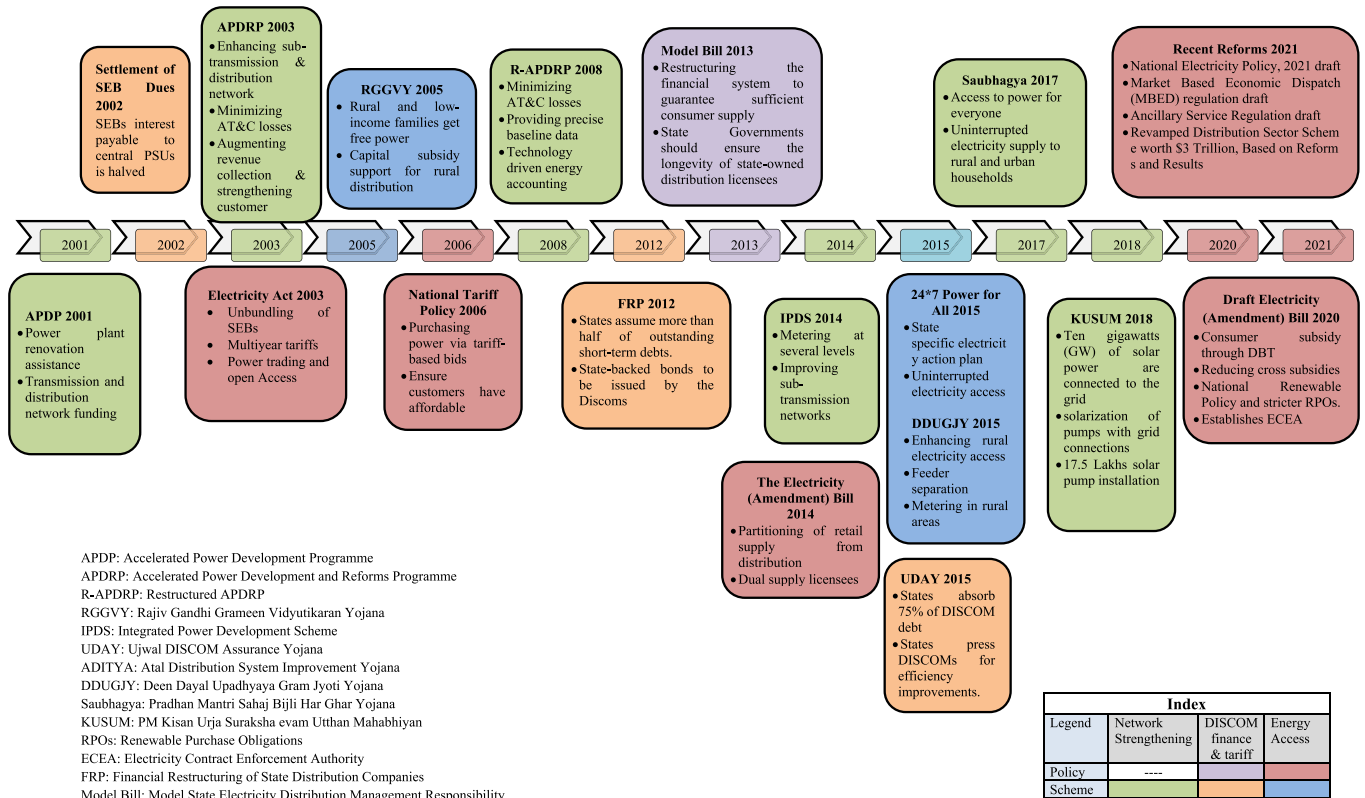 Settlement of
SEB Dues
2002
SEBs interest
payable to
central PSUs
is halved
APDRP 2003
•Enhancing sub-
transmission &
distribution
network
•Minimizing
AT&C losses
•Augmenting
revenue
collection &
strengthening
customer
RGGVY 2005
• Rural and low-
income families get
free power
• Capital subsidy
support for rural
distribution
R-APDRP 2008
•Minimizing
AT&C losses
•Providing precise
baseline data
•Technology
driven energy
accounting
Model Bill 2013
•Restructuring the
financial system to
guarantee sufficient
consumer supply
•State Governments
should ensure the
longevity of state-owned
distribution licensees
Saubhagya 2017
•Access to power for
everyone
•Uninterrupted
electricity supply to
rural and urban
households
Recent Reforms 2021
•National Electricity Policy, 2021 draft
•Market Based Economic Dispatch
(MBED) regulation draft
•Ancillary Service Regulation draft
•Revamped Distribution Sector Schem
e worth $3 Trillion, Based on Reform
s and Results
2001
2002
2003
2005
2006
2008
2012
2013
2014
2015
2017
2018
2020
2021
APDP 2001
•Power plant
renovation
assistance
•Transmission and
distribution
network funding
Electricity Act 2003
• Unbundling of
SEBs
• Multiyear tariffs
• Power trading and
open Access
National Tariff
Policy 2006
•Purchasing
power via tariff-
based bids
•Ensure
customers have
affordable
FRP 2012
•States assume more than
half of outstanding
short-term debts.
•State-backed bonds to
be issued by the
Discoms
IPDS 2014
•Metering at
several levels
•Improving
sub-
transmission
networks
The Electricity
(Amendment) Bill
2014
•Partitioning of retail
supply from
distribution
•Dual supply licensees
24*7 Power for
All 2015
•State
specific electricit
y action plan
•Uninterrupted
electricity access
DDUGJY 2015
•Enhancing rural
electricity access
•Feeder
separation
•Metering in rural
areas
UDAY 2015
•States absorb
75% of DISCOM
debt
•States press
DISCOMs for
efficiency
improvements.
KUSUM 2018
•Ten gigawatts
(GW) of solar
power are
connected to the
grid
•solarization of
pumps with grid
connections
•17.5 Lakhs solar
pump installation
Draft Electricity
(Amendment) Bill 2020
•Consumer subsidy
through DBT
•Reducing cross subsidies
•National Renewable
Policy and stricter RPOs.
•Establishes ECEA
APDP: Accelerated Power Development Programme
APDRP: Accelerated Power Development and Reforms Programme
R-APDRP: Restructured APDRP
RGGVY: Rajiv Gandhi Grameen Vidyutikaran Yojana
IPDS: Integrated Power Development Scheme
UDAY: Ujwal DISCOM Assurance Yojana
ADITYA: Atal Distribution System Improvement Yojana
DDUGJY: Deen Dayal Upadhyaya Gram Jyoti Yojana
Saubhagya: Pradhan Mantri Sahaj Bijli Har Ghar Yojana
KUSUM: PM Kisan Urja Suraksha evam Utthan Mahabhiyan
RPOs: Renewable Purchase Obligations
ECEA: Electricity Contract Enforcement Authority
FRP: Financial Restructuring of State Distribution Companies
Model Bill: Model State Electricity Distribution Management Responsibility
Index
Legend Network Strengthening DISCOM finance & tariff Energy Access
Policy ----
Scheme